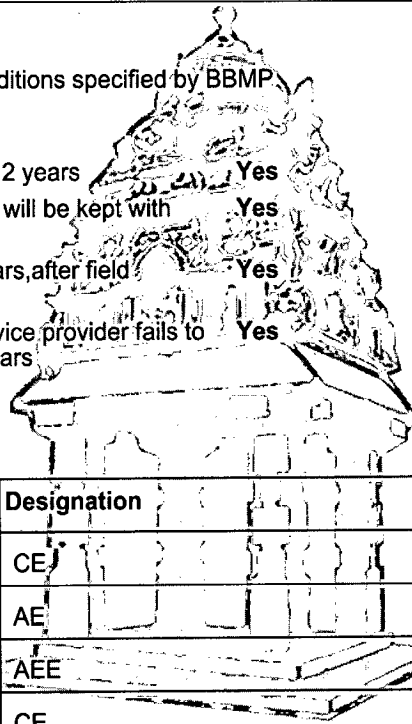 ditions specified by BBMP
2 years Yes
will be kept with Yes
ars,after field Yes
vice provider fails to Yes
ars
Designation
CE
AE
AEE
CE